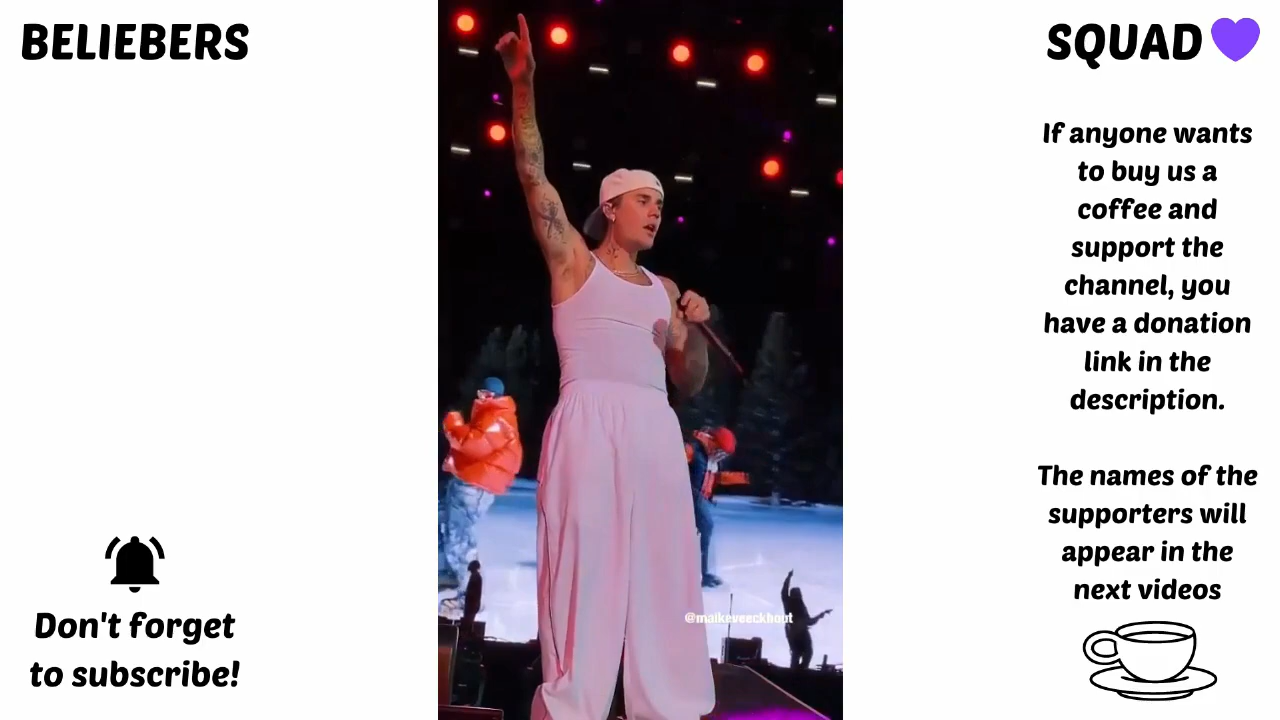 BELIEBERS
SQUAD
If anyone wants
to buy us a
coffee and
support the
channel, you
have a donation
link in the
description.
The names of the
supporters will
appear in the
next videos
@maikeveeckhout
Don't forget
to subscribe!